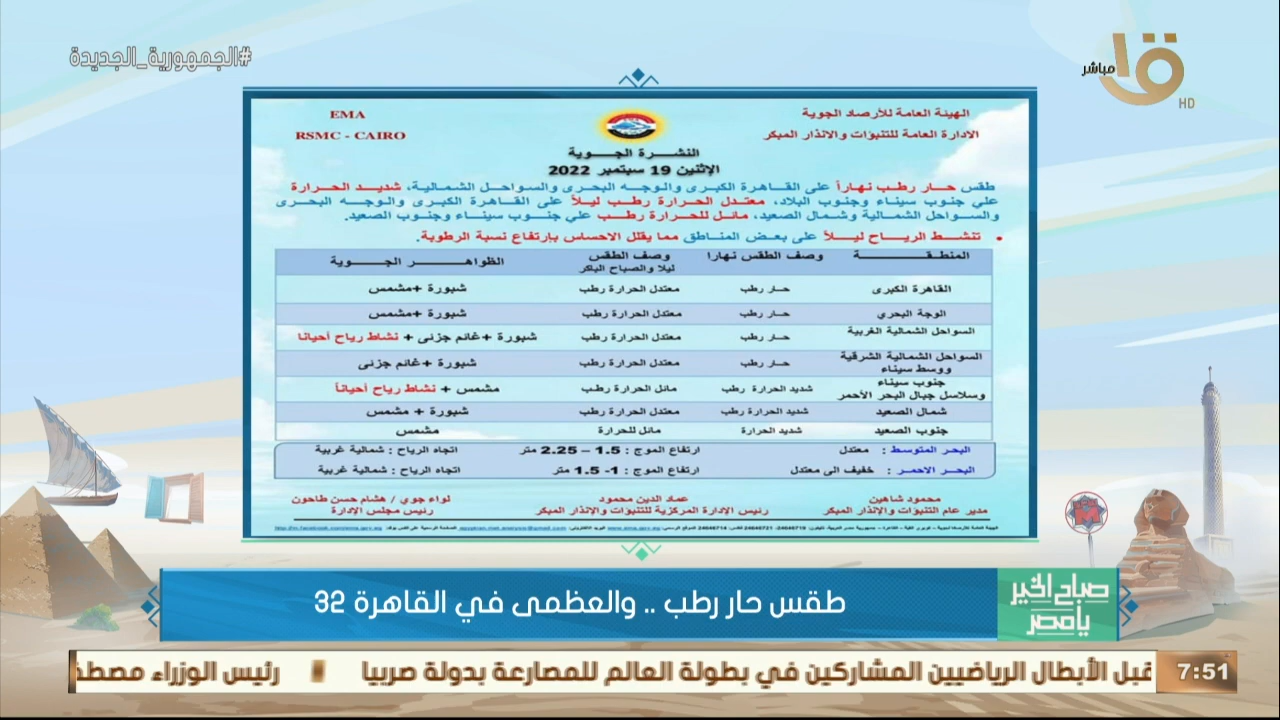 #الجمهورية_الجديدة
مباشر
HD
EMA
RSMC - CAIRO
الهيئة العامة للأرصاد الجوية
الادارة العامة للتنبؤات والانذار المبكر
النشرة الجوية
الإثنين 19 سبتمبر 2022
طقس حار رطب نهاراً على القاهرة الكبرى والوجه البحرى والسواحل الشمالية، شديد الحرارة
علي جنوب سيناء وجنوب البلاد، معتدل الحرارة رطب ليلاً على القاهرة الكبرى والوجه البحرى
والسواحل الشمالية وشمال الصعيد، مائل للحرارة رطب علي جنوب سيناء وجنوب الصعيد.
• تنشط الرياح ليلاً على بعض المناطق مما يقلل الاحساس بإرتفاع نسبة الرطوبة.
المنطقة وصف الطقس نهارا وصف الطقس ليلا والصباح الباكر الظواهر الجوية
القاهرة الكبرى حار رطب معتدل الحرارة رطب شبورة +مشمس
الوجة البحري حار رطب معتدل الحرارة رطب شبورة +مشمس
السواحل الشمالية الغربية حار رطب معتدل الحرارة رطب شبورة +غائم جزئى + نشاط رياح أحيانا
السواحل الشمالية الشرقية ووسط سيناء حار رطب معتدل الحرارة رطب شبورة +غائم جزئى
جنوب سيناء وسلاسل جبال البحر الأحمر شديد الحرارة رطب مائل الحرارة رطب مشمس + نشاط رياح أحياناً
شمال الصعيد شديد الحرارة رطب معتدل الحرارة رطب شبورة + مشمس
جنوب الصعيد شديد الحرارة مائل للحرارة مشمس
البحر المتوسط : معتدل ارتفاع الموج : 1.5 – 2.25 متر اتجاه الرياح : شمالية غربية
البحر الاحمر : خفيف الى معتدل ارتفاع الموج : 1- 1.5 متر اتجاه الرياح : شمالية غربية
محمود شاهين عماد الدين محمود لواء جوي / هشام حسن طاحون
مدير عام التنبؤات والانذار المبكر رئيس الإدارة المركزية للتنبؤات والانذار المبكر رئيس مجلس الإدارة
صباح الخير
يا مصر
طقس حار رطب .. والعظمى في القاهرة 32
7:51
قبل الأبطال الرياضيين المشاركين في بطولة العالم للمصارعة بدولة صربيا رئيس الوزراء